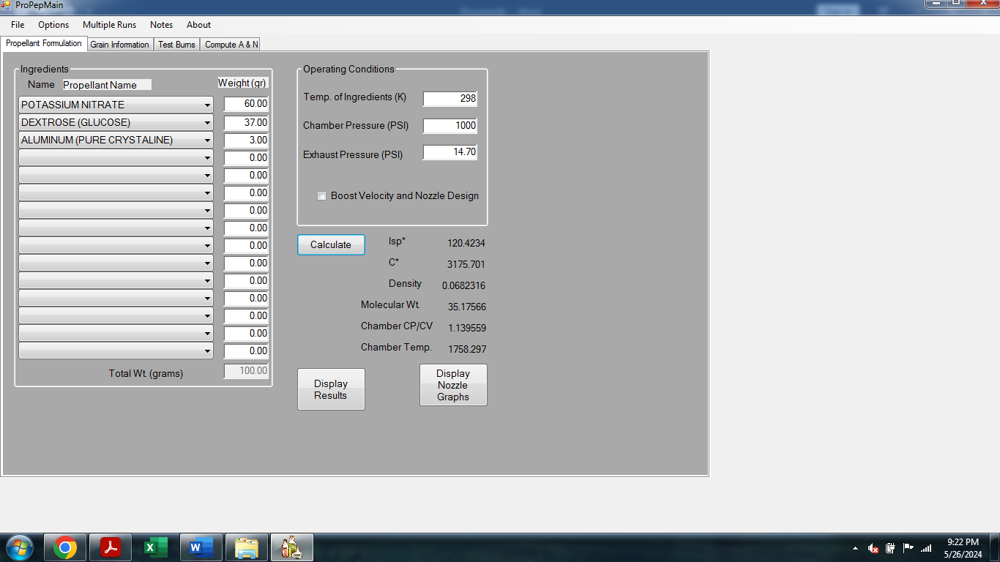 ProPepMain
File Options Multiple Runs Notes About
Propellant Formulation Grain Information Test Burns Compute A & N
Ingredients
Name Propellant Name Weight (gr)
POTASSIUM NITRATE 60.00
DEXTROSE (GLUCOSE) 37.00
ALUMINUM (PURE CRYSTALINE) 3.00
0.00
0.00
0.00
0.00
0.00
0.00
0.00
0.00
0.00
0.00
0.00
0.00
Total Wt. (grams) 100.00
Operating Conditions
Temp. of Ingredients (K) 298
Chamber Pressure (PSI) 1000
Exhaust Pressure (PSI) 14.70
Boost Velocity and Nozzle Design
Calculate
Isp* 120.4234
C* 3175.701
Density 0.0682316
Molecular Wt. 35.17566
Chamber CP/CV 1.139559
Chamber Temp. 1758.297
Display
Results
Display
Nozzle
Graphs
9:22 PM
5/26/2024